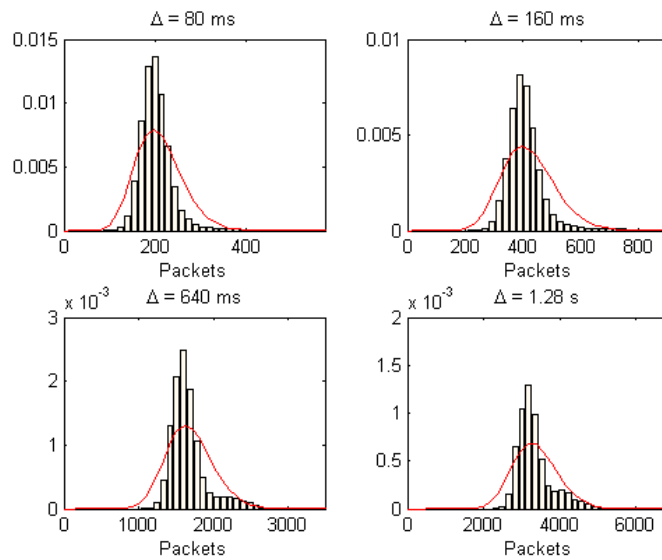 Δ = 80 ms
0.015
0.01
0.005
0
0 200 400
Packets
Δ = 160 ms
0.01
0.005
0
0 200 400 600 800
Packets
x 10^-3
Δ = 640 ms
3
2
1
0
0 1000 2000 3000
Packets
x 10^-3
Δ = 1.28 s
2
1.5
1
0.5
0
0 2000 4000 6000
Packets